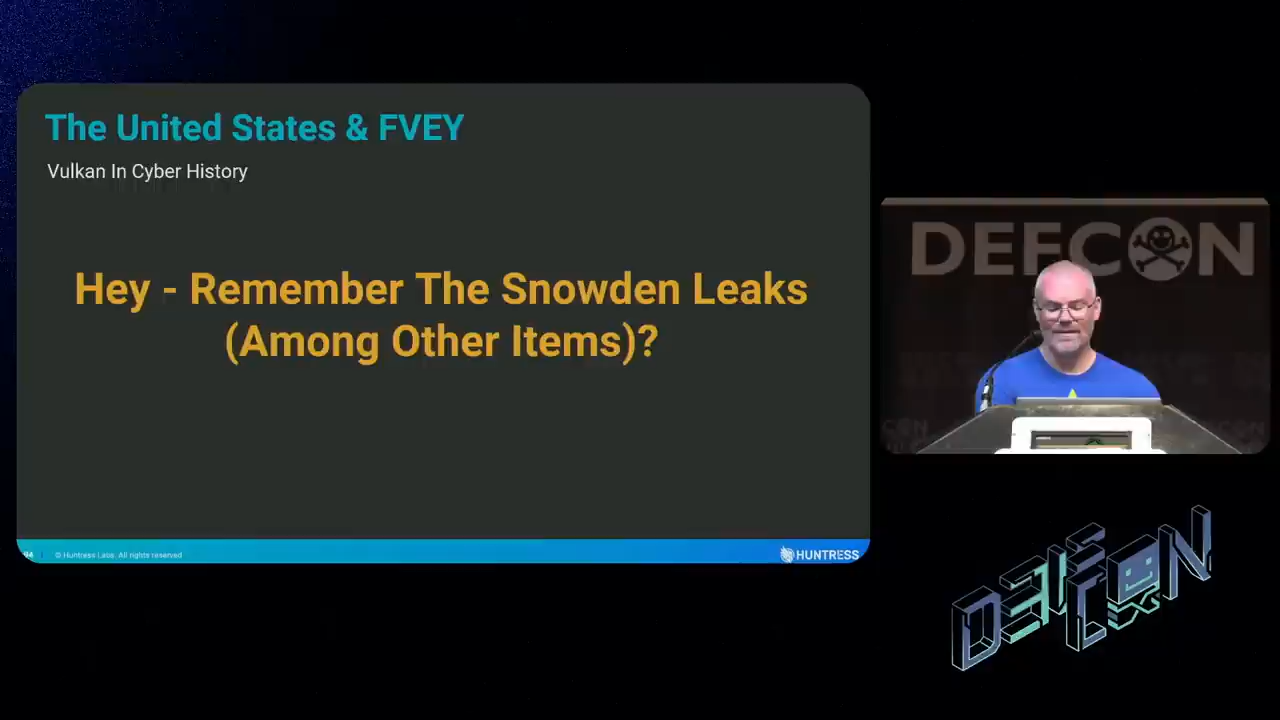 The United States & FVEY
Vulkan In Cyber History
Hey - Remember The Snowden Leaks
(Among Other Items)?
© Huntress Labs. All rights reserved
HUNTRESS
DEFCON
DEFCON